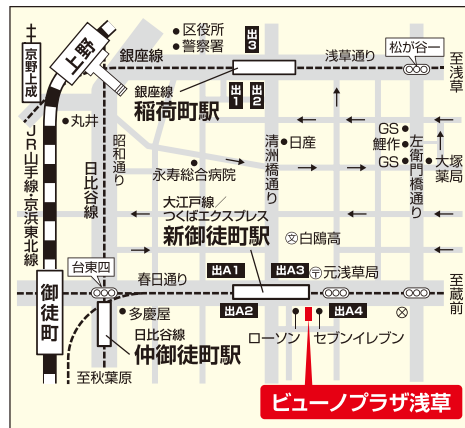 区役所
警察署
出3
松が谷一
京野上成
上野
銀座線
浅草通り
至浅草
銀座線
稲荷町駅
出1
出2
丸井
昭和通り
日比谷線
JR山手線・京浜東北線
永寿総合病院
清洲橋通り
日産
GS
鯉作
GS
左衛門橋通り
大塚薬局
大江戸線/
つくばエクスプレス
新御徒町駅
文
白鴎高
台東四
春日通り
出A1
出A3
〒
元浅草局
至蔵前
御徒町
多慶屋
出A2
出A4
日比谷線
仲御徒町駅
ローソン
セブンイレブン
至秋葉原
ビューノプラザ浅草